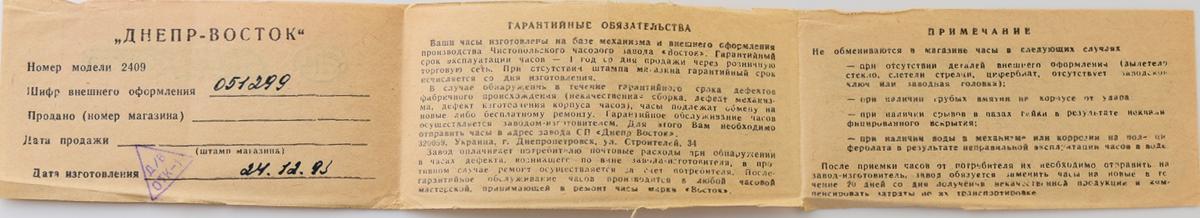 „ДНЕПР-ВОСТОК"
Номер модели 2409
Шифр внешнего оформления 051299
Продано (номер магазина)
Дата продажи
(штамп магазина)
Д/В
ОТК-1
Дата изготовления 24.12.95
ГАРАНТИЙНЫЕ ОБЯЗАТЕЛЬСТВА
Ваши часы изготовлены на базе механизма и внешнего оформления
производства Чистопольского часового завода «Восток». Гарантийный
срок эксплуатации часов — 1 год со дня продажи через розничную
торговую сеть. При отсутствии штампа магазина гарантийный срок
исчисляется со дня изготовления.
В случае обнаружения в течение гарантийного срока дефектов
фабричного происхождения (некачественная сборка, дефект механиз-
ма, дефект изготовления корпуса часов), часы подлежат обмену на
новые либо бесплатному ремонту. Гарантийное обслуживание часов
осуществляется заводом-изготовителем. Для этого Вам необходимо
отправить часы в адрес завода СП «Днепр Восток».
320059, Украина, г. Днепропетровск, ул. Строителей, 34
Завод оплачивает потребителю почтовые расходы при обнаружении
в часах дефекта, возникшего по вине завода-изготовителя, в про-
тивном случае ремонт осуществляется за счет потребителя. После-
гарантийное обслуживание часов производится в любой часовой
мастерской, принимающей в ремонт часы марки «Восток».
ПРИМЕЧАНИЕ
Не обмениваются в магазине часы в следующих случаях
— при отсутствии деталей внешнего оформления (вылетело
стекло, слетели стрелки, циферблат, отсутствует заводской
ключ или заводная головка);
— при наличии грубых вмятин на корпусе от удара
— при наличии срывов в пазах гайки в результате неквали-
фицированного вскрытия;
— при наличии воды в механизме или коррозии на
в результате неправильной эксплуатации часов в воде
После приемки часов от потребителя их необходимо отправить на
завод-изготовитель, завод обязуется заменить часы на новые в те-
чение 20 дней со дня получения некачественной продукции и ком-
пенсировать затраты по их транспортировке